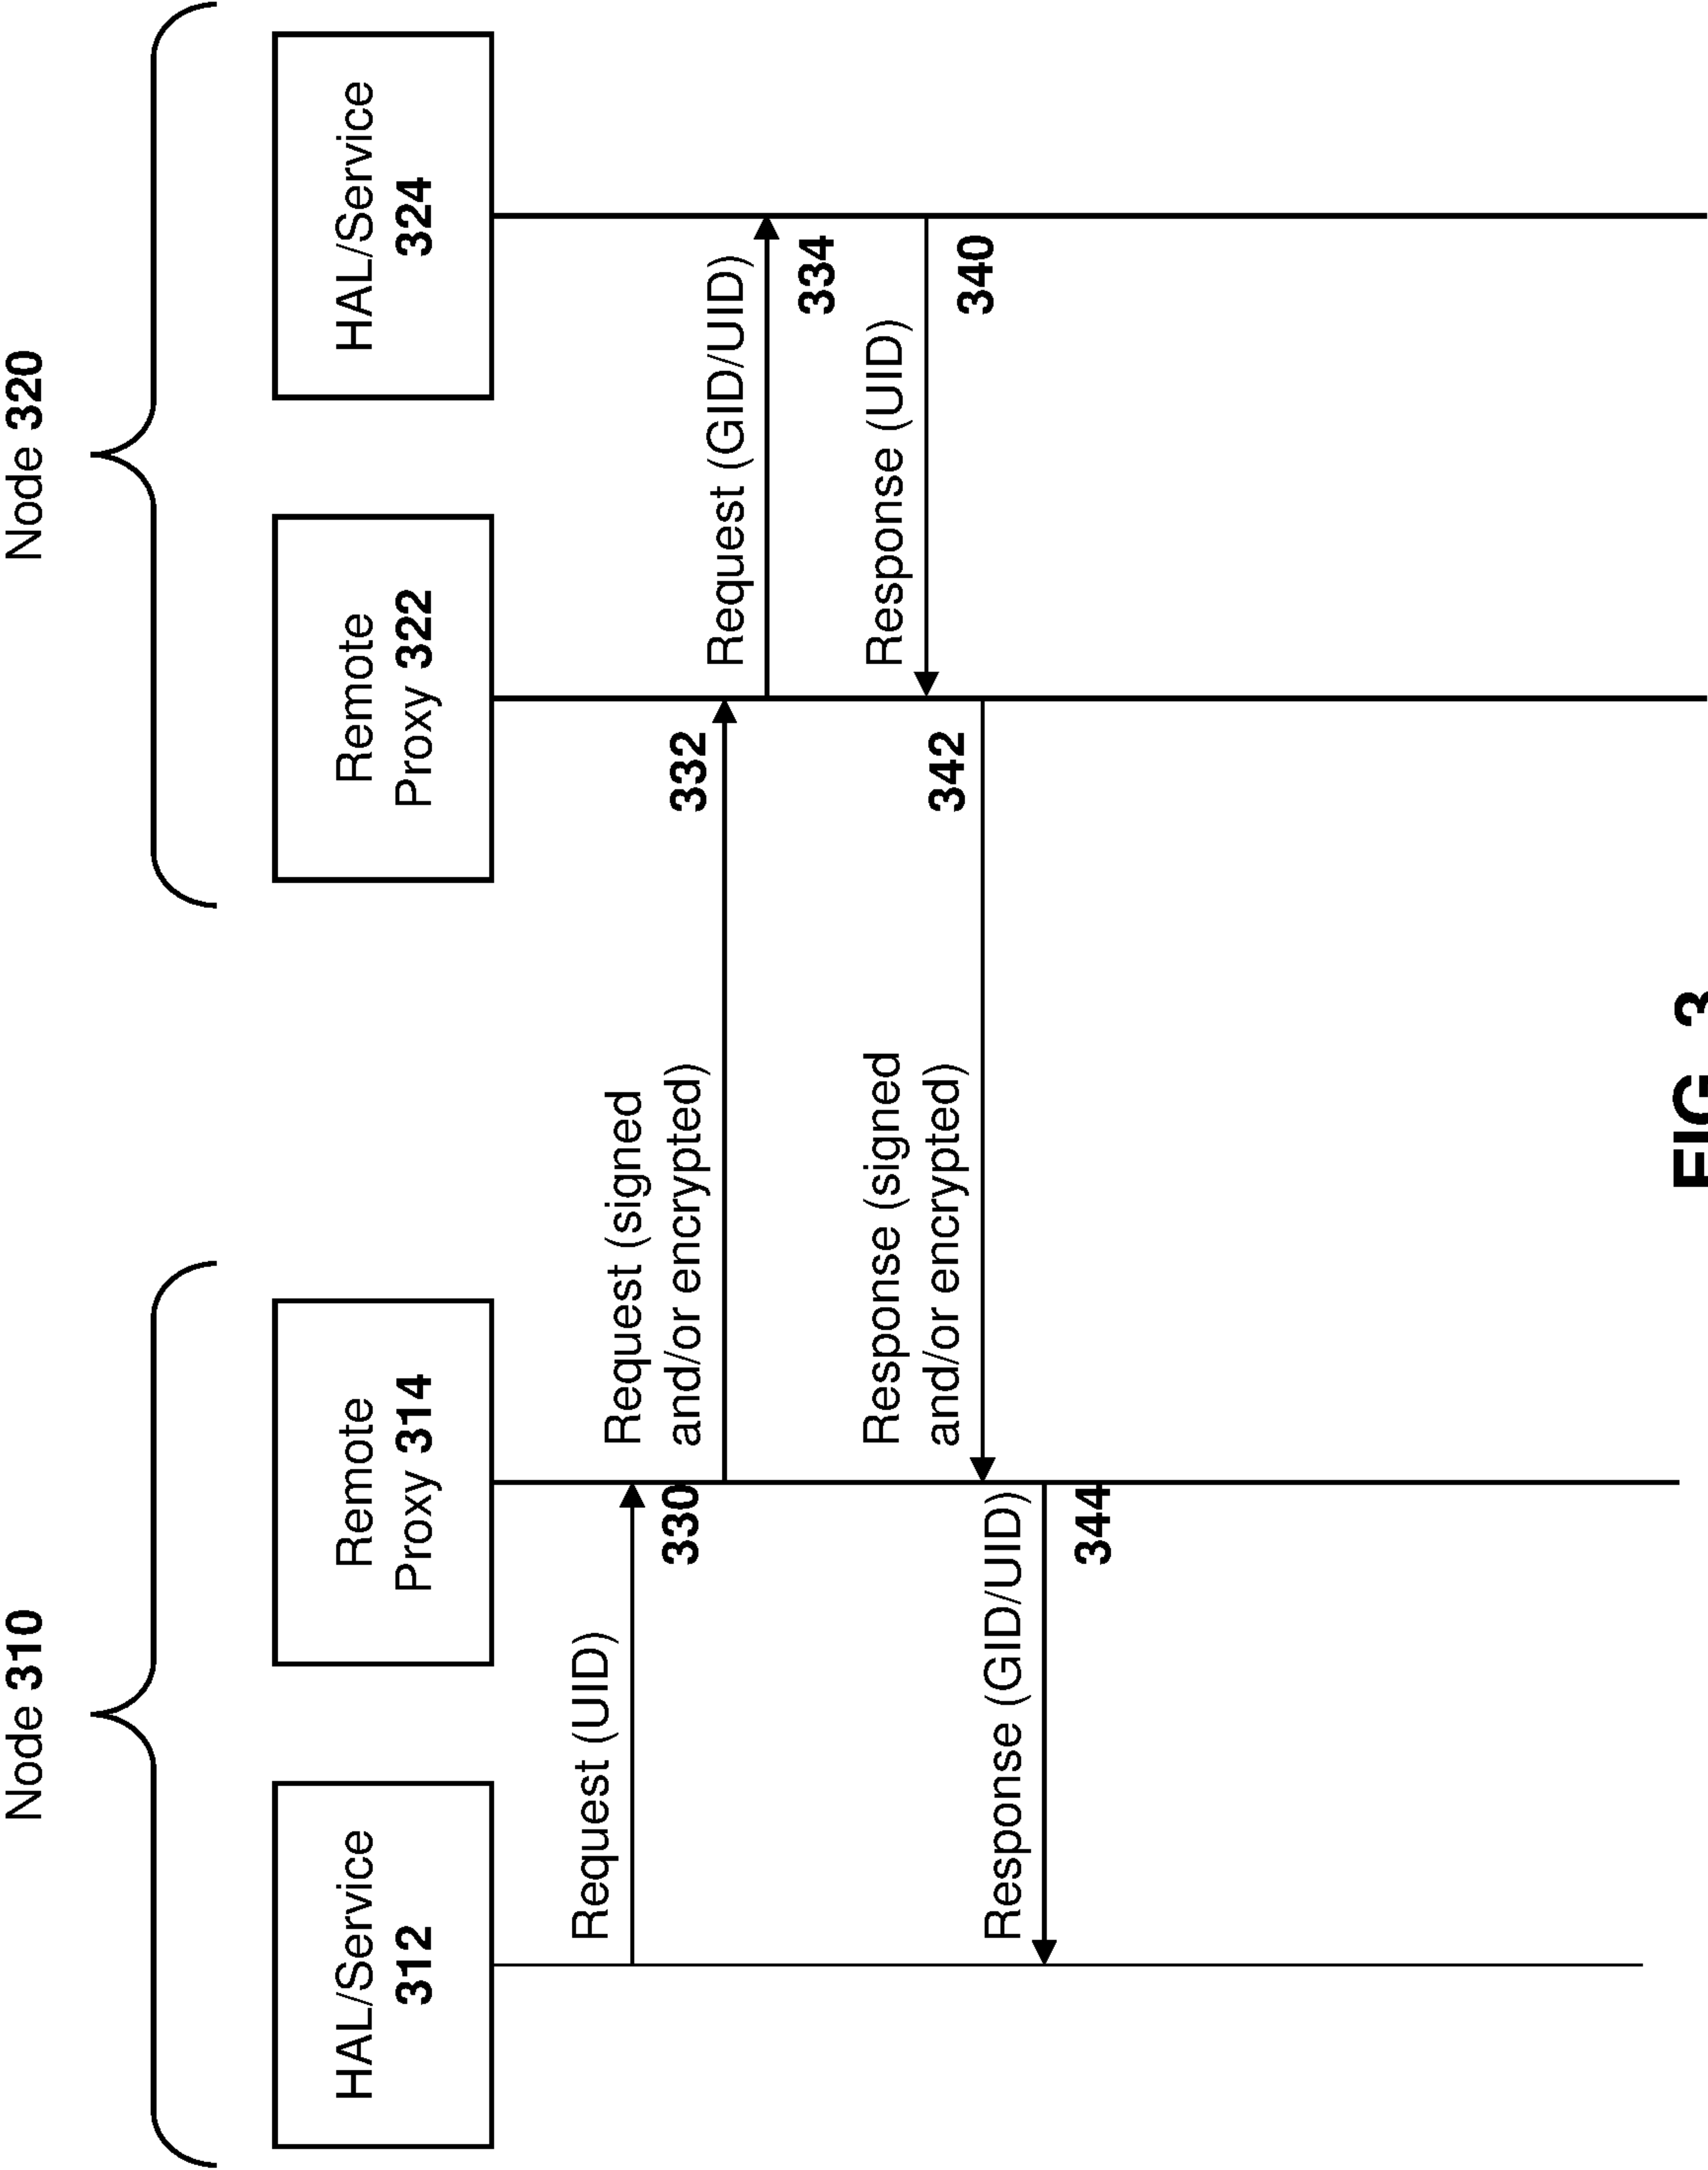 Node 310
Node 320
HAL/Service
312
Remote
Proxy 314
Remote
Proxy 322
HAL/Service
324
Request (UID)
330
Request (signed
and/or encrypted)
332
Request (GID/UID)
334
Response (UID)
340
Response (signed
and/or encrypted)
342
Response (GID/UID)
344
FIG. 3